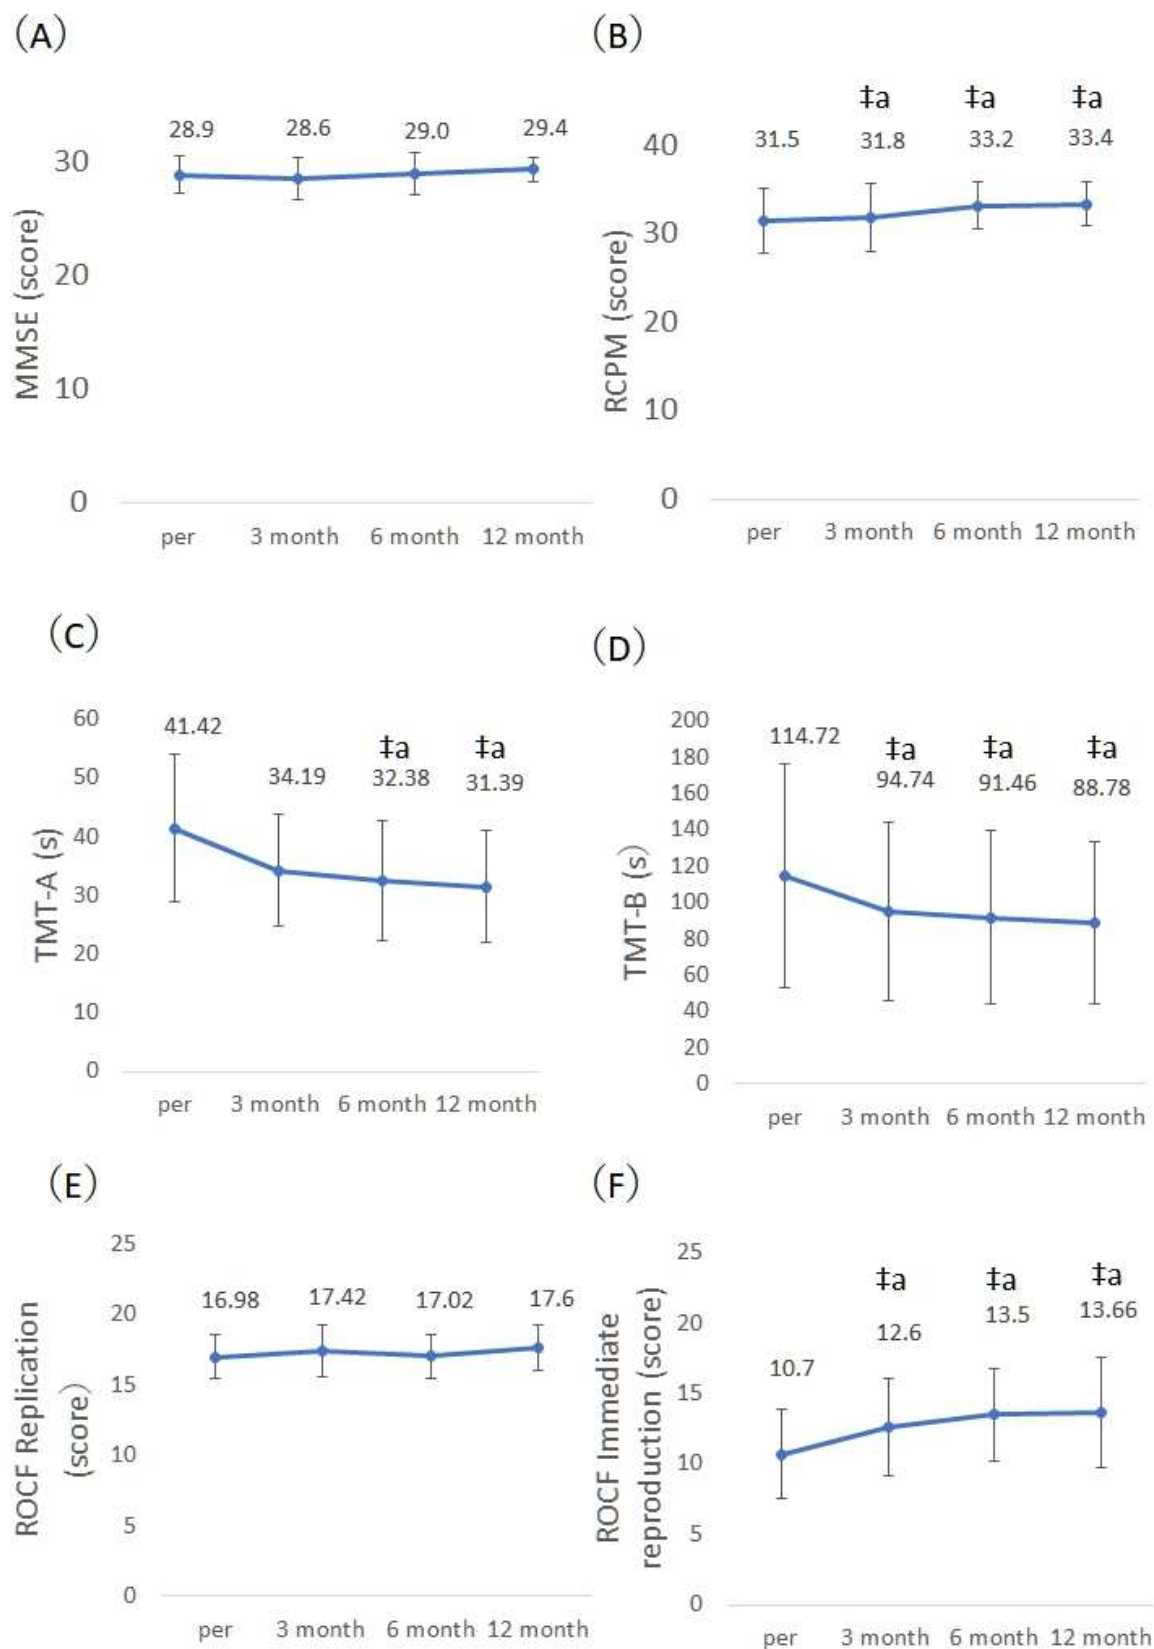 (A)
28.9 28.6 29.0 29.4
30
20
10
0
MMSE (score)
per 3 month 6 month 12 month
(B)
‡a ‡a ‡a
31.5 31.8 33.2 33.4
40
30
20
10
0
RCPM (score)
per 3 month 6 month 12 month
(C)
60
50
40
30
20
10
0
41.42
‡a ‡a
34.19 32.38 31.39
TMT-A (s)
per 3 month 6 month 12 month
(D)
200
180
160
140
120
100
80
60
40
20
0
114.72
‡a ‡a ‡a
94.74 91.46 88.78
TMT-B (s)
per 3 month 6 month 12 month
(E)
25
20
15
10
5
0
16.98 17.42 17.02 17.6
ROCF Replication
(score)
per 3 month 6 month 12 month
(F)
25
20
15
10
5
0
‡a ‡a ‡a
10.7 12.6 13.5 13.66
ROCF Immediate
reproduction (score)
per 3 month 6 month 12 month